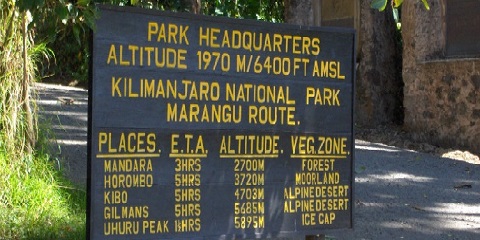 PARK HEADQUARTERS
ALTITUDE 1970 M/6400 FT AMSL
KILIMANJARO NATIONAL PARK
MARANGU ROUTE.
PLACES. E.T.A. ALTITUDE. VEG. ZONE.
MANDARA 3HRS 2700M FOREST
HOROMBO 5HRS 3720M MOORLAND
KIBO 5HRS 4703M ALPINE DESERT
GILMANS 5HRS 5685M ALPINE DESERT
UHURU PEAK 1½HRS 5895M ICE CAP